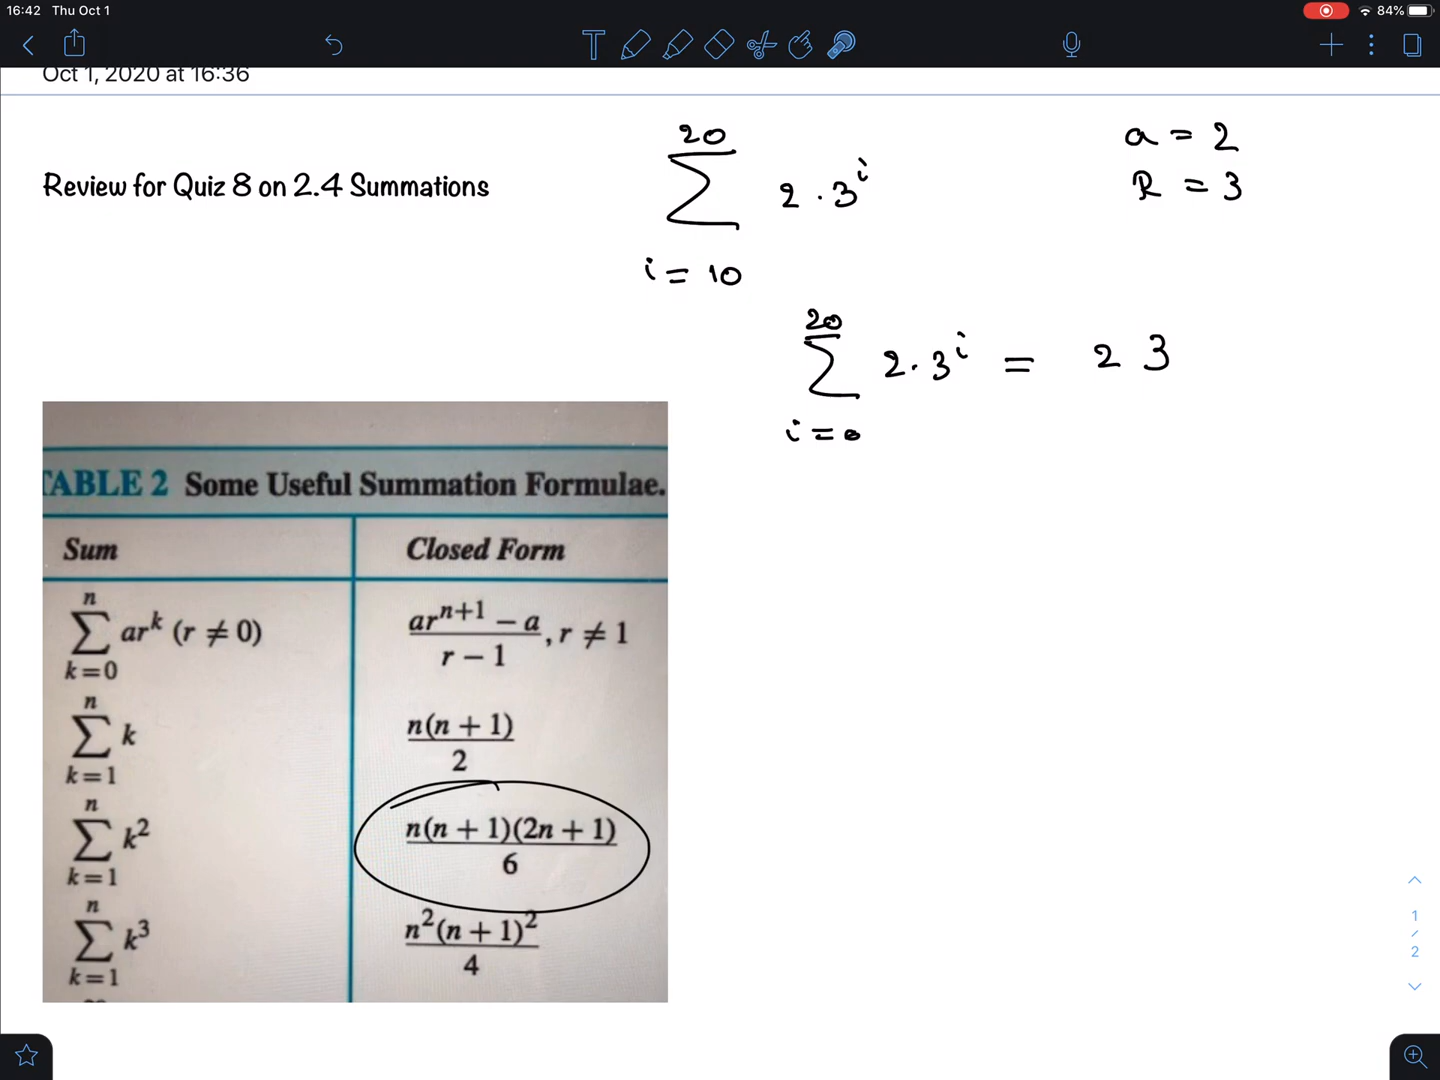 16:42 Thu Oct 1
84%
Oct 1, 2020 at 16:36
Review for Quiz 8 on 2.4 Summations
20
∑ 2 · 3^i
i = 10
a = 2
R = 3
20
∑ 2 · 3^i = 2 3
i = 0
TABLE 2 Some Useful Summation Formulae.
Sum Closed Form
n
∑ ar^k (r ≠ 0) (ar^{n+1} − a)/(r − 1), r ≠ 1
k=0
n
∑ k n(n + 1)/2
k=1
n
∑ k^2 n(n + 1)(2n + 1)/6
k=1
n
∑ k^3 n^2(n + 1)^2/4
k=1
1
/
2